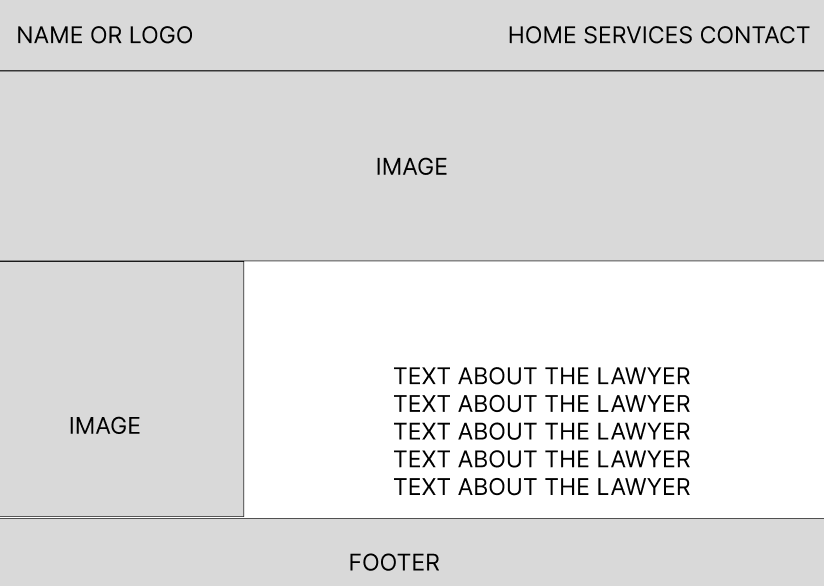 NAME OR LOGO
HOME SERVICES CONTACT
IMAGE
IMAGE
TEXT ABOUT THE LAWYER
TEXT ABOUT THE LAWYER
TEXT ABOUT THE LAWYER
TEXT ABOUT THE LAWYER
TEXT ABOUT THE LAWYER
FOOTER